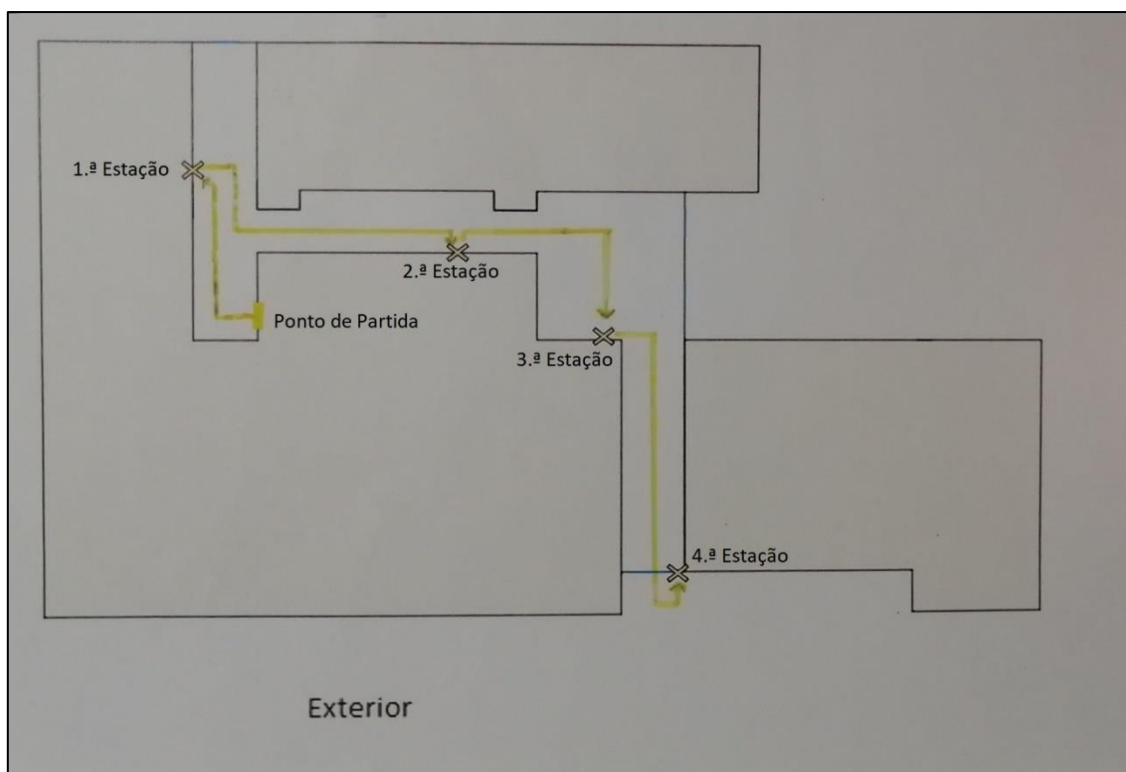 1.ª Estação
2.ª Estação
Ponto de Partida
3.ª Estação
4.ª Estação
Exterior